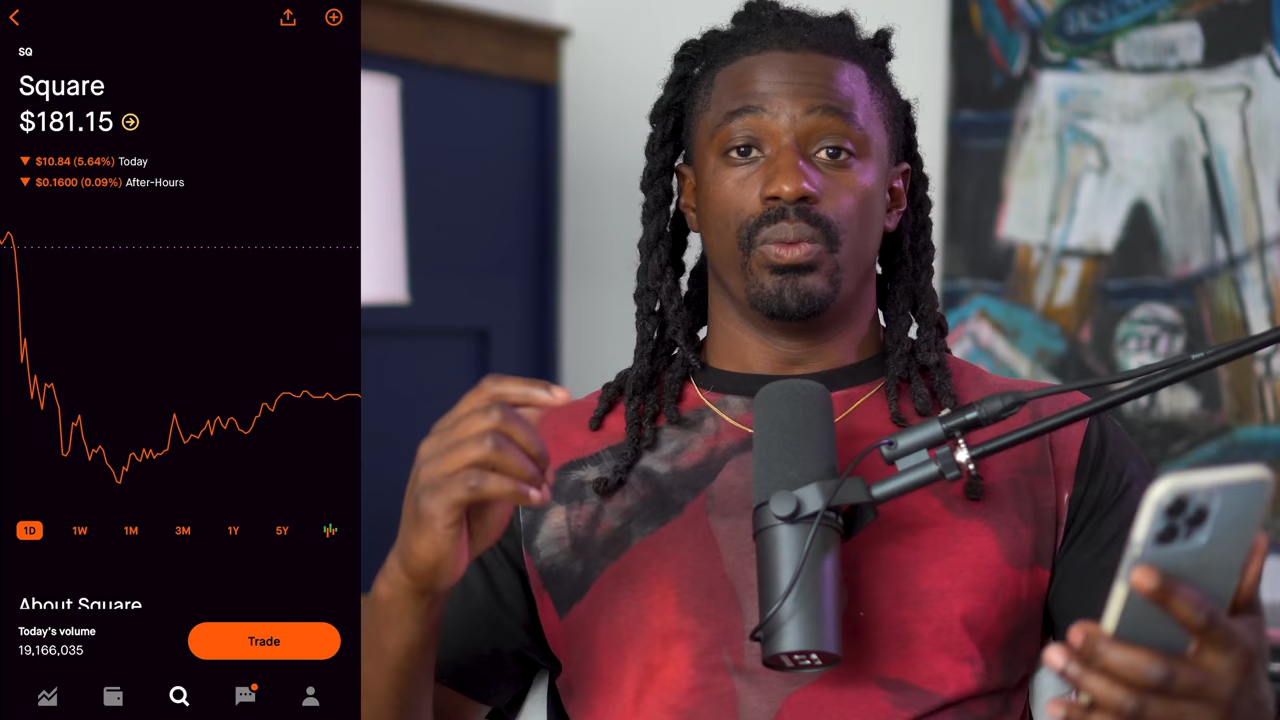 SQ
Square
$181.15
$10.84 (5.64%) Today
$0.1600 (0.09%) After-Hours
1D 1W 1M 3M 1Y 5Y
About Square
Today's volume
19,166,035
Trade